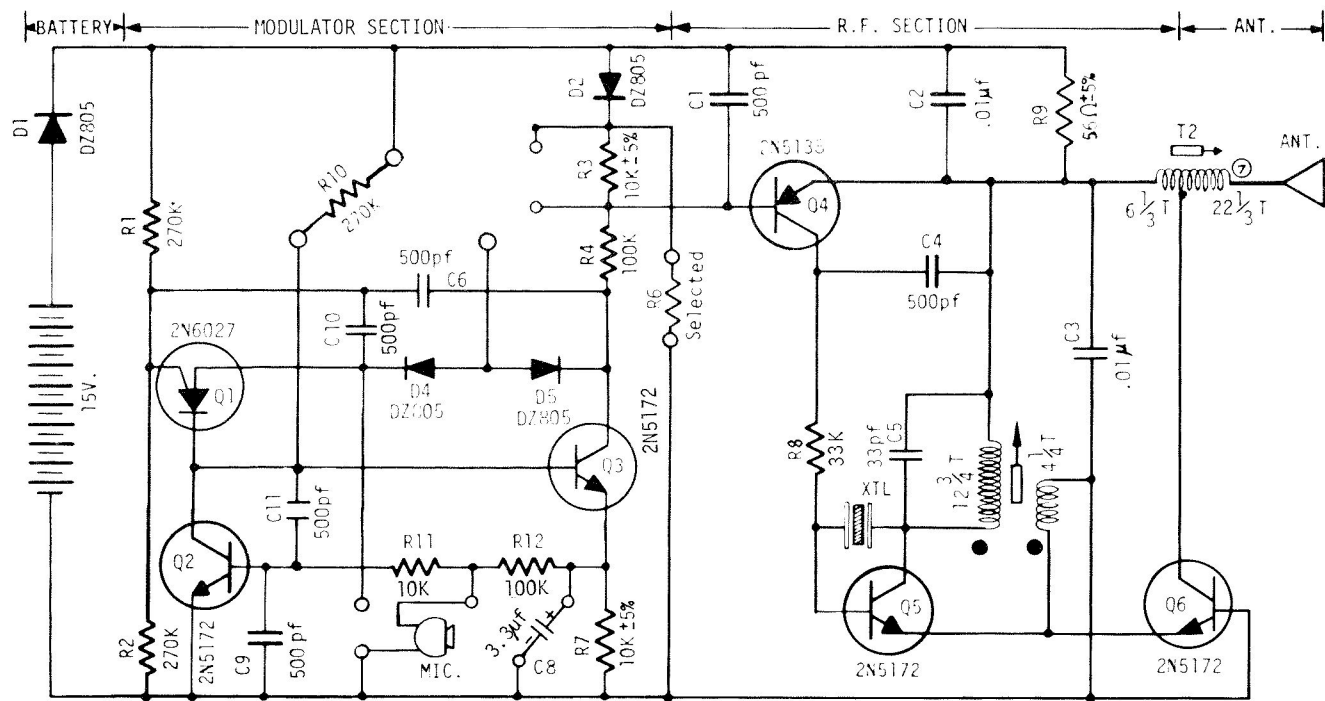 BATTERY
MODULATOR SECTION
R.F. SECTION
ANT.
D1
DZ805
R1
270K
R10
270K
D2
DZ805
R3
10K±5%
R4
100K
C1
500pf
C2
.01µf
R9
56Ω±5%
T2
7
ANT.
6 1/3 T
22 1/3 T
2N5135
Q4
C4
500pf
500pf
C6
C10
500pf
R6
Selected
C3
.01µf
15V.
2N6027
Q1
D4
DZ805
D5
DZ805
2N5172
Q3
R8
33K
33pf
C5
XTL
12 3/4 T
4 1/4 T
C11
500pf
Q2
2N5172
R2
270K
C9
500pf
R11
10K
R12
100K
MIC.
3.3µf
C8
R7
10K±5%
Q5
2N5172
Q6
2N5172